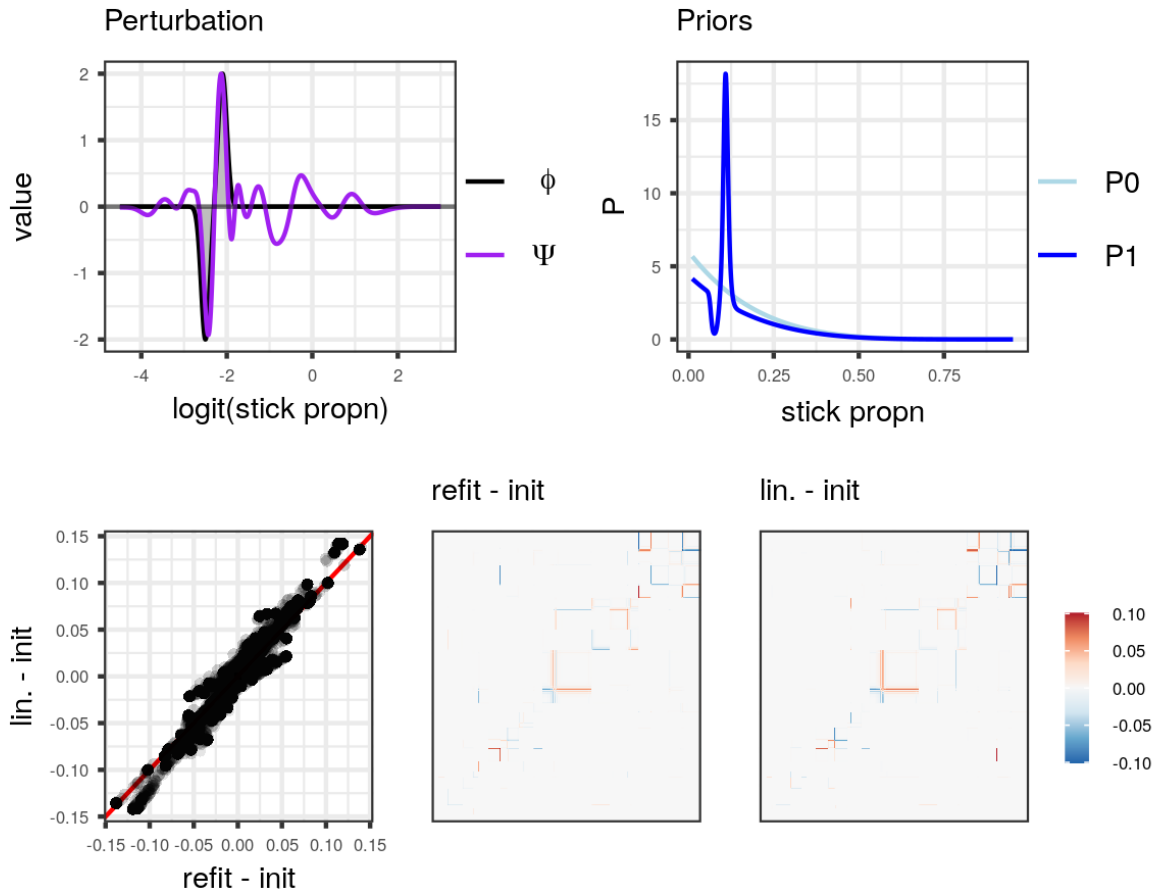 Perturbation
Priors
value
2
1
0
-1
-2
-4
-2
0
2
logit(stick propn)
ϕ
Ψ
P
15
10
5
0
0.00
0.25
0.50
0.75
stick propn
P0
P1
refit - init
lin. - init
lin. - init
0.15
0.10
0.05
0.00
-0.05
-0.10
-0.15
-0.15 -0.10 -0.05 0.00 0.05 0.10 0.15
refit - init
0.10
0.05
0.00
-0.05
-0.10